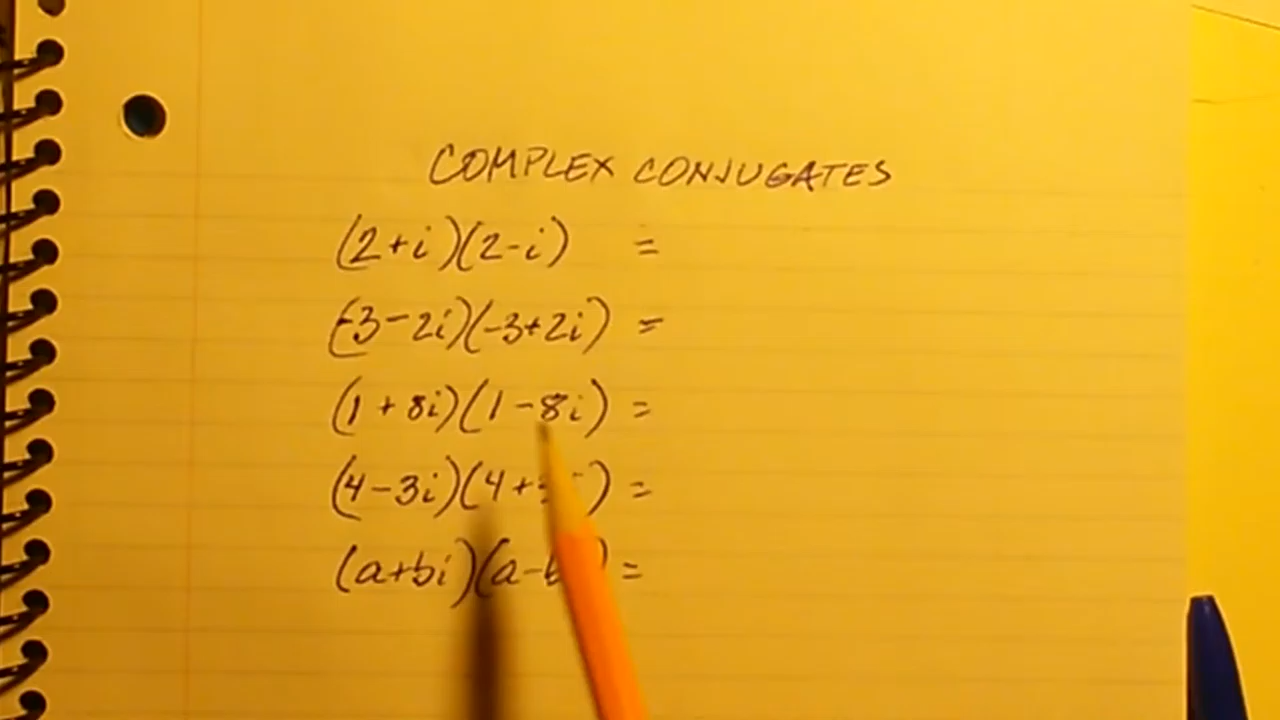 COMPLEX CONJUGATES
(2+i)(2-i) =
(-3-2i)(-3+2i) =
(1+8i)(1-8i) =
(4-3i)(4+ ) =
(a+bi)(a- ) =